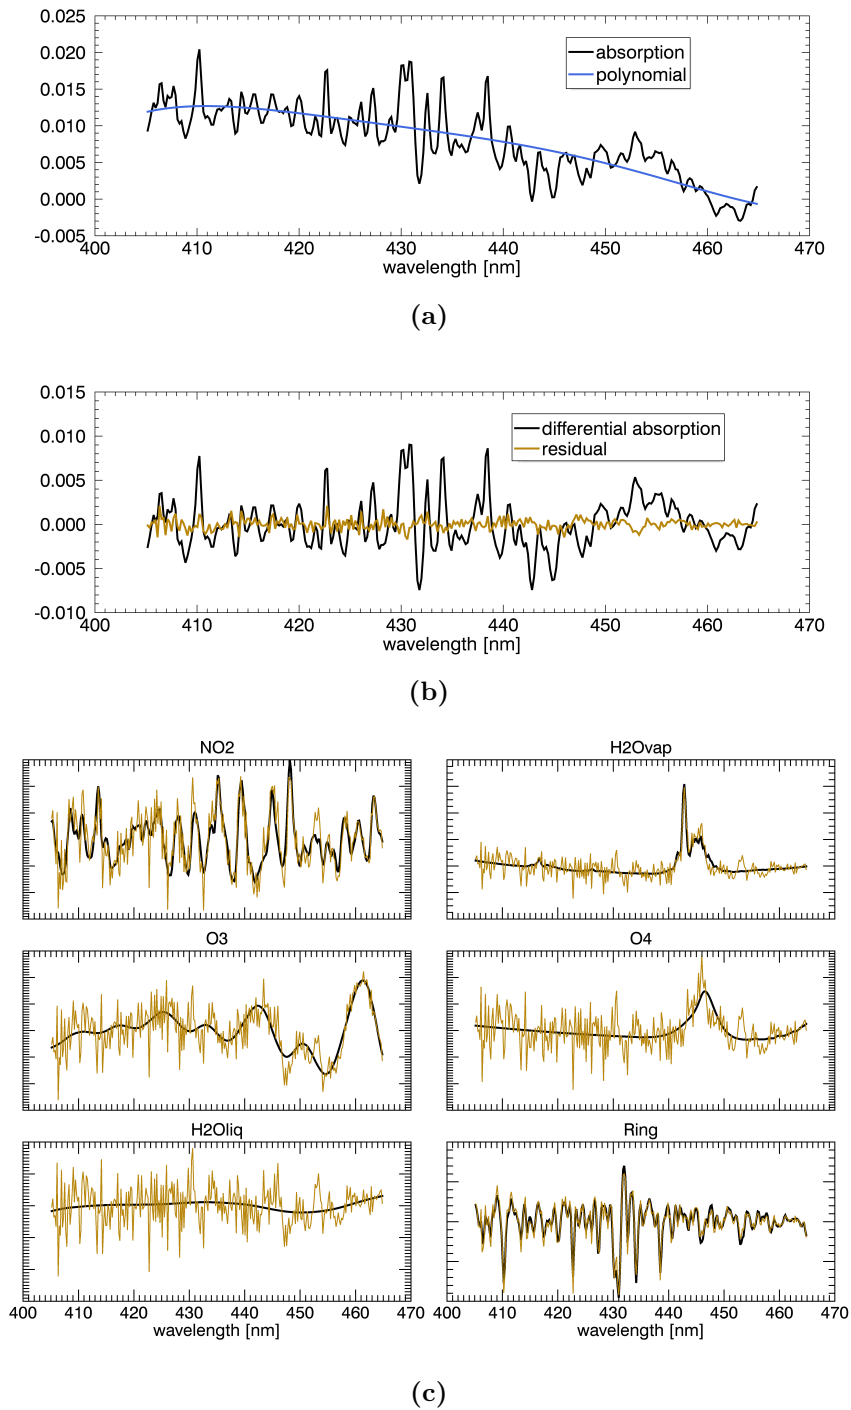 0.025
0.020
0.015
0.010
0.005
0.000
-0.005
absorption
polynomial
400 410 420 430 440 450 460 470
wavelength [nm]
(a)
0.015
0.010
0.005
0.000
-0.005
-0.010
differential absorption
residual
400 410 420 430 440 450 460 470
wavelength [nm]
(b)
NO2 H2Ovap
O3 O4
H2Oliq Ring
400 410 420 430 440 450 460 470 400 410 420 430 440 450 460 470
wavelength [nm] wavelength [nm]
(c)